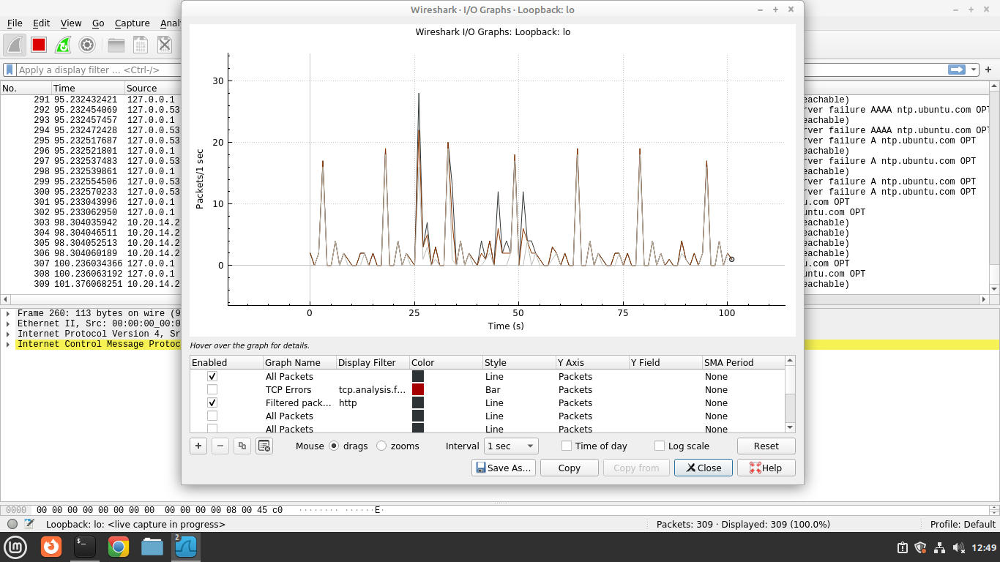 Wireshark · I/O Graphs · Loopback: lo
File Edit View Go Capture Anal
Apply a display filter ... <Ctrl-/>
No. Time Source
291 95.232432421 127.0.0.1 eachable)
292 95.232454069 127.0.0.53 rver failure AAAA ntp.ubuntu.com OPT
293 95.232457457 127.0.0.1 eachable)
294 95.232472428 127.0.0.53 rver failure AAAA ntp.ubuntu.com OPT
295 95.232517687 127.0.0.53 rver failure A ntp.ubuntu.com OPT
296 95.232521801 127.0.0.1 eachable)
297 95.232537483 127.0.0.53 rver failure A ntp.ubuntu.com OPT
298 95.232539861 127.0.0.1 eachable)
299 95.232554506 127.0.0.53 rver failure A ntp.ubuntu.com OPT
300 95.232570233 127.0.0.53 rver failure A ntp.ubuntu.com OPT
301 95.233043996 127.0.0.1 u.com OPT
302 95.233062950 127.0.0.1 untu.com OPT
303 98.304035942 10.20.14.2 eachable)
304 98.304046511 10.20.14.2 eachable)
305 98.304052513 10.20.14.2 eachable)
306 98.304060189 10.20.14.2 eachable)
307 100.236034366 127.0.0.1 u.com OPT
308 100.236063192 127.0.0.1 untu.com OPT
309 101.376068251 10.20.14.2 eachable)
Frame 260: 113 bytes on wire (9
Ethernet II, Src: 00:00:00_00:0
Internet Protocol Version 4, Sr
Internet Control Message Protoc
Wireshark I/O Graphs: Loopback: lo
Packets/1 sec
30
20
10
0
0 25 50 75 100
Time (s)
Hover over the graph for details.
Enabled Graph Name Display Filter Color Style Y Axis Y Field SMA Period
All Packets Line Packets None
TCP Errors tcp.analysis.f... Bar Packets None
Filtered pack... http Line Packets None
All Packets Line Packets None
All Packets Line Packets None
Mouse drags zooms Interval 1 sec Time of day Log scale Reset
Save As... Copy Copy from Close Help
0000 00 00 00 00 00 00 00 00 00 00 00 00 08 00 45 c0 ········ ······E·
Loopback: lo: <live capture in progress> Packets: 309 · Displayed: 309 (100.0%) Profile: Default
2
$_
12:49